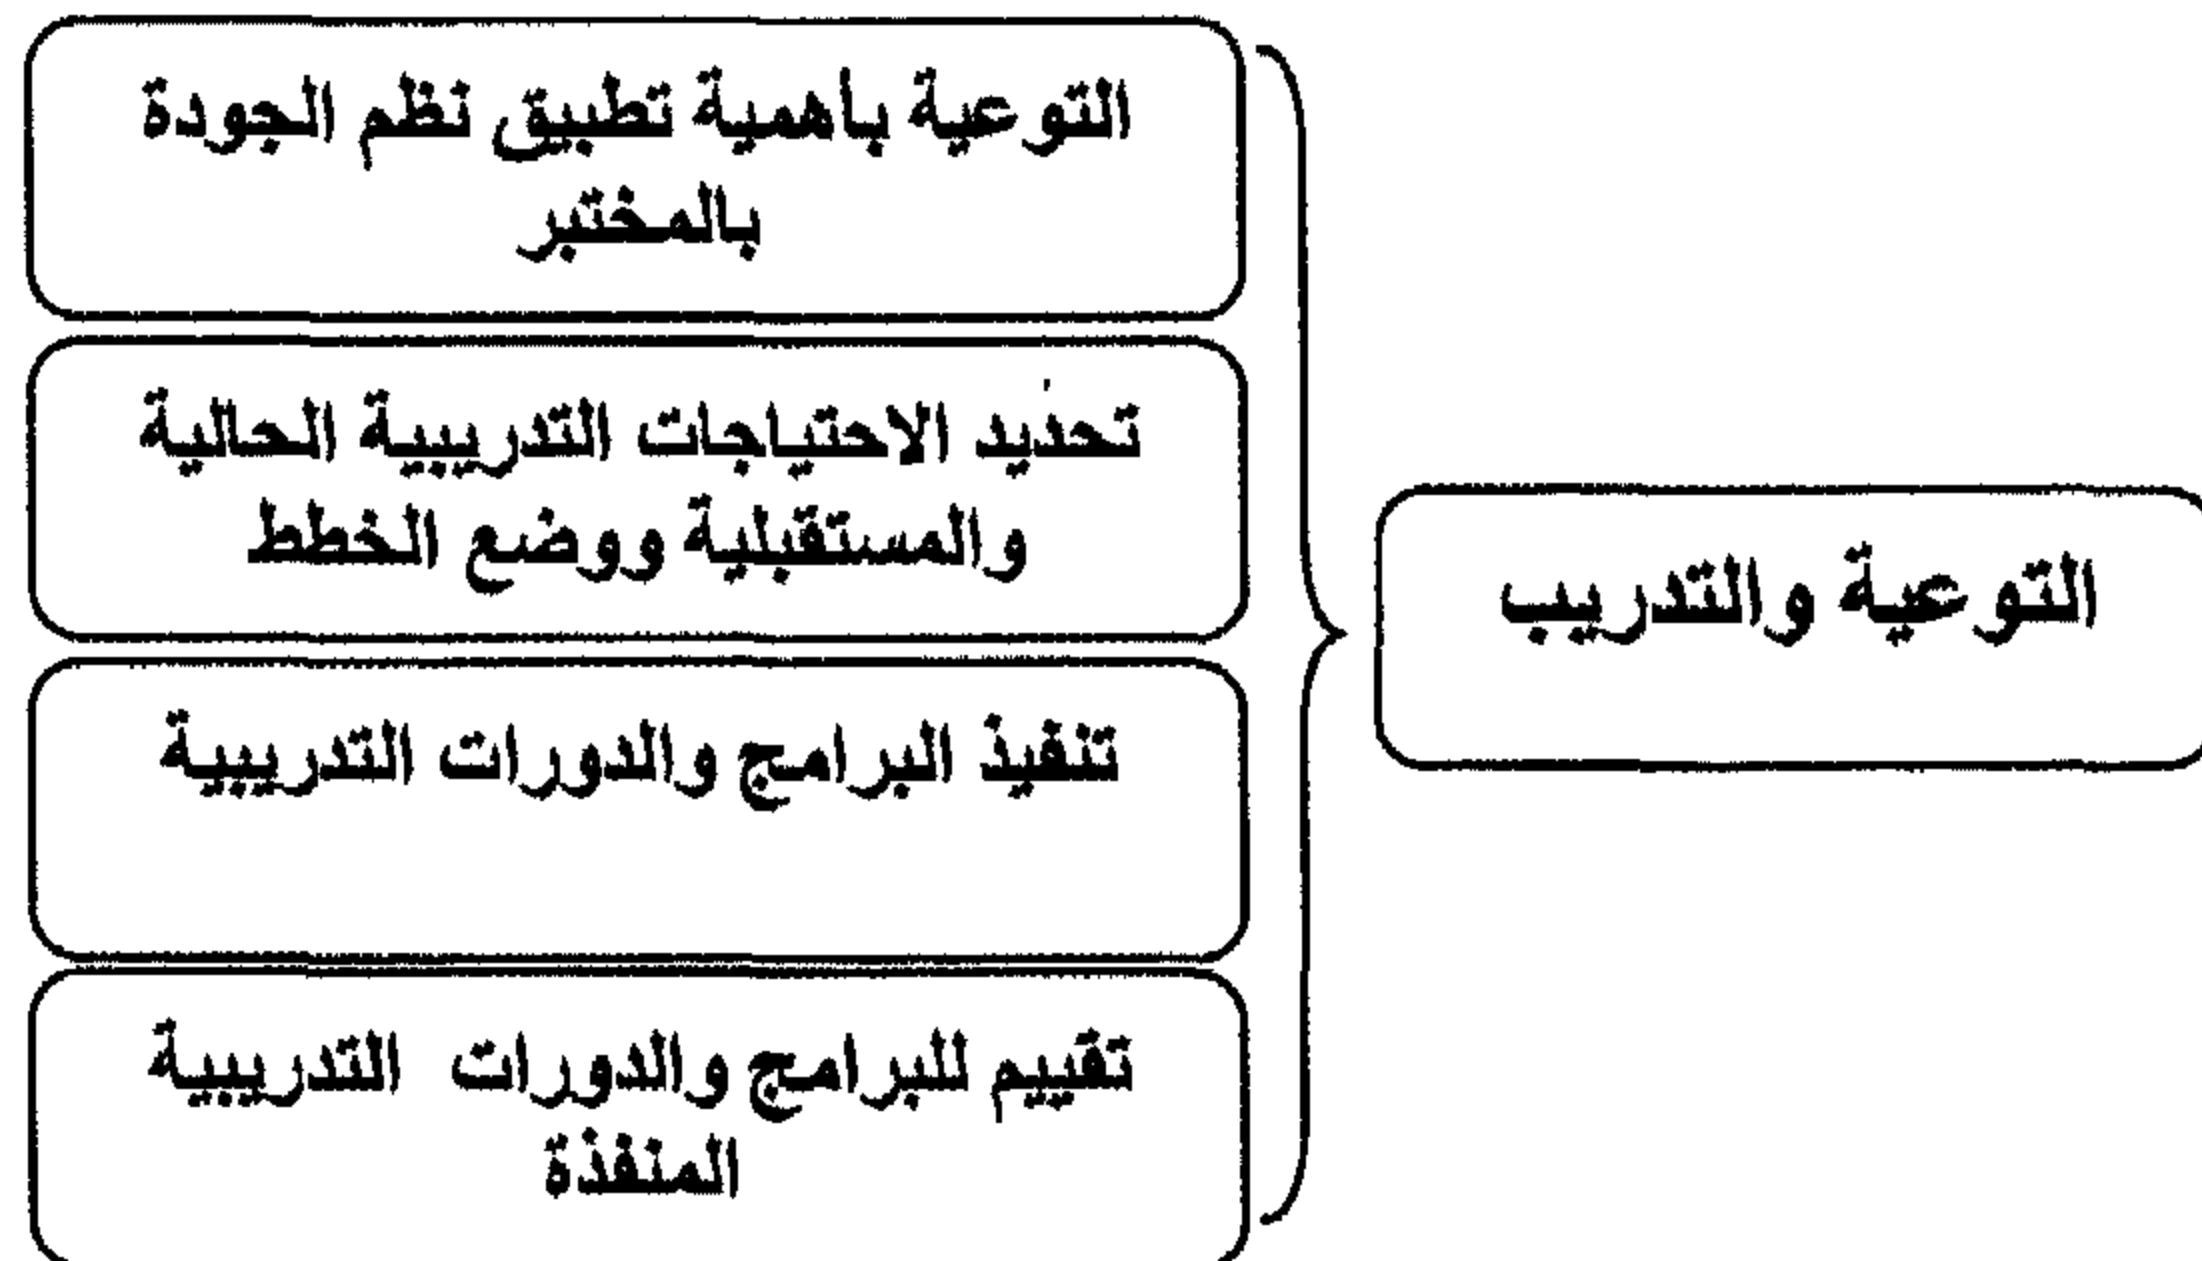 التوعية والتدريب
التوعية بأهمية تطبيق نظم الجودة
بالمختبر
تحديد الاحتياجات التدريبية الحالية
والمستقبلية ووضع الخطط
تنفيذ البرامج والدورات التدريبية
تقييم للبرامج والدورات التدريبية
المنفذة